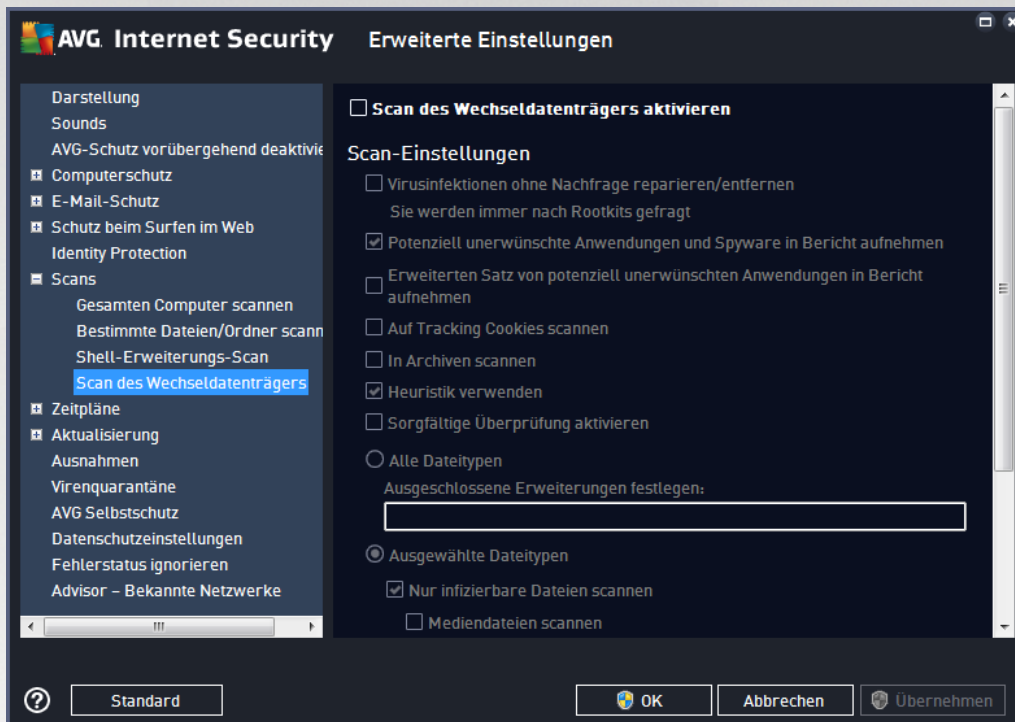 AVG Internet Security Erweiterte Einstellungen
Darstellung
Sounds
AVG-Schutz vorübergehend deaktivie
Computerschutz
E-Mail-Schutz
Schutz beim Surfen im Web
Identity Protection
Scans
Gesamten Computer scannen
Bestimmte Dateien/Ordner scann
Shell-Erweiterungs-Scan
Scan des Wechseldatenträgers
Zeitpläne
Aktualisierung
Ausnahmen
Virenquarantäne
AVG Selbstschutz
Datenschutzeinstellungen
Fehlerstatus ignorieren
Advisor – Bekannte Netzwerke
Scan des Wechseldatenträgers aktivieren
Scan-Einstellungen
Virusinfektionen ohne Nachfrage reparieren/entfernen
Sie werden immer nach Rootkits gefragt
Potenziell unerwünschte Anwendungen und Spyware in Bericht aufnehmen
Erweiterten Satz von potenziell unerwünschten Anwendungen in Bericht
aufnehmen
Auf Tracking Cookies scannen
In Archiven scannen
Heuristik verwenden
Sorgfältige Überprüfung aktivieren
Alle Dateitypen
Ausgeschlossene Erweiterungen festlegen:
Ausgewählte Dateitypen
Nur infizierbare Dateien scannen
Mediendateien scannen
Standard
OK
Abbrechen
Übernehmen